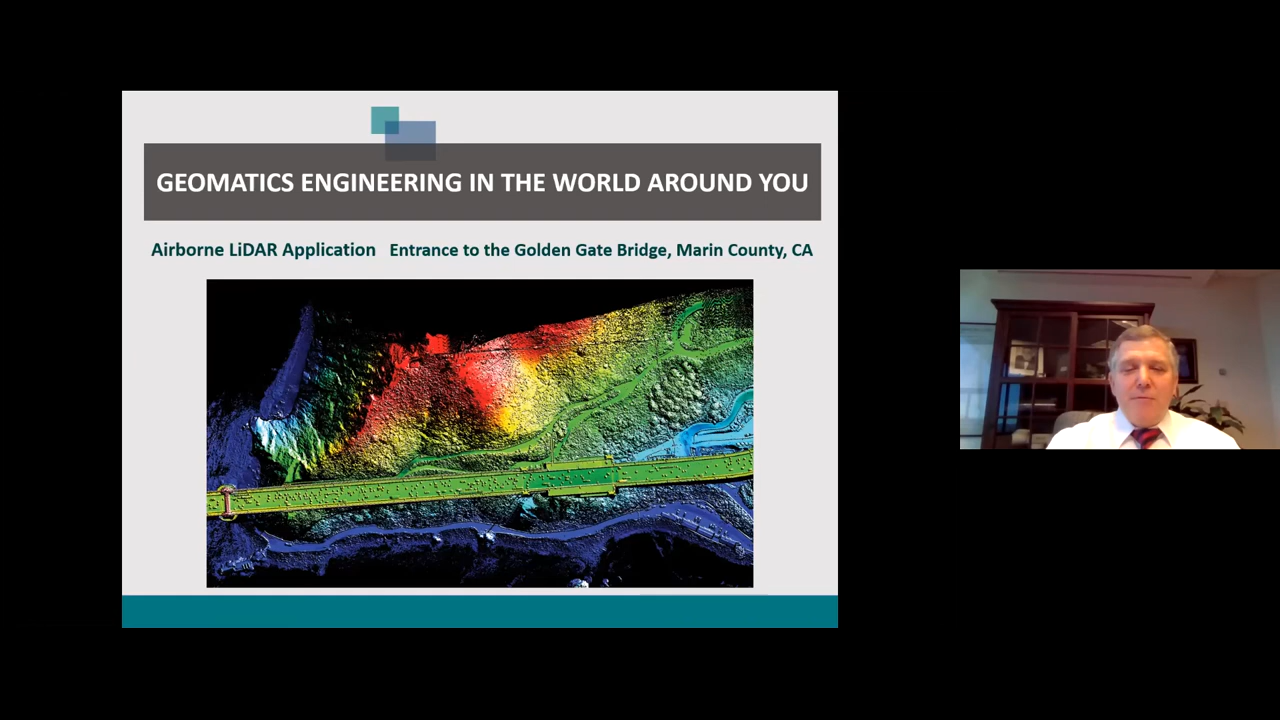 GEOMATICS ENGINEERING IN THE WORLD AROUND YOU
Airborne LiDAR Application Entrance to the Golden Gate Bridge, Marin County, CA